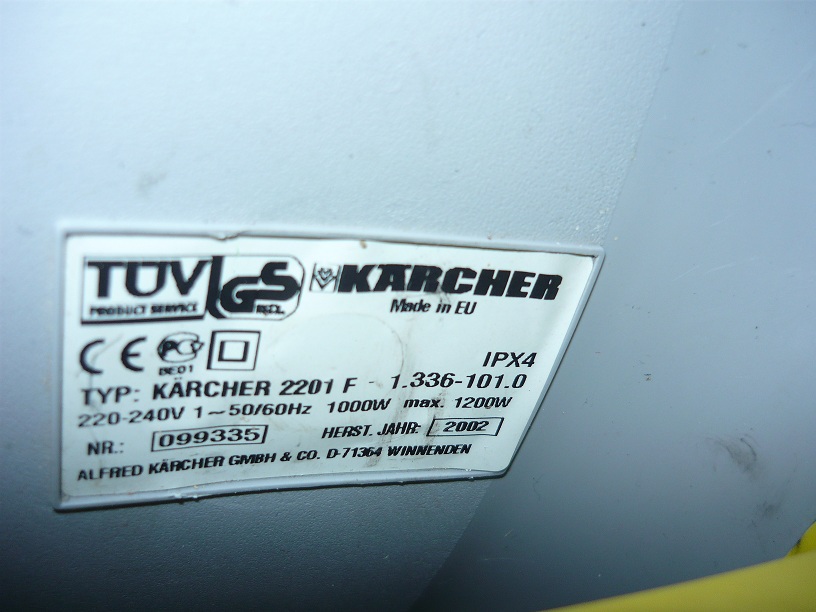 TÜV
PRODUCT SERVICE
GS
KÄRCHER
Made in EU
CE
BE01
IPX4
TYP: KÄRCHER 2201 F - 1.336-101.0
220-240V 1~50/60Hz 1000W max. 1200W
NR.: 099335 HERST. JAHR: 2002
ALFRED KÄRCHER GMBH & CO. D-71364 WINNENDEN